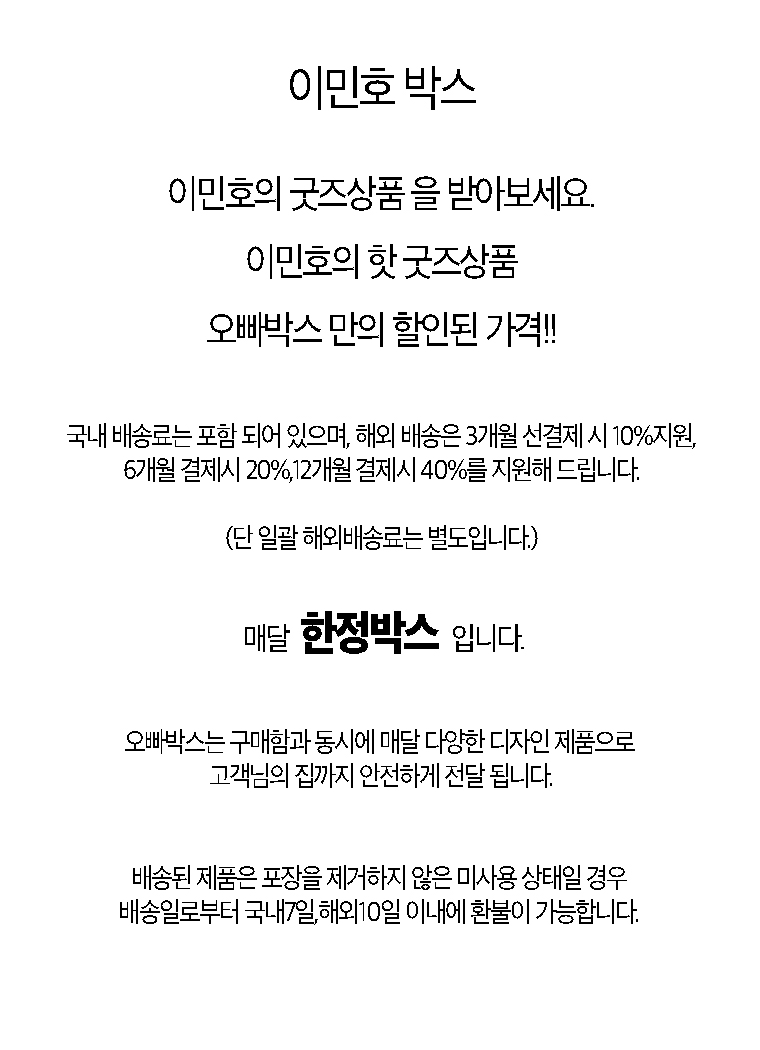 이민호 박스
이민호의 굿즈상품 을 받아보세요.
이민호의 핫 굿즈상품
오빠박스 만의 할인된 가격!!
국내 배송료는 포함 되어 있으며, 해외 배송은 3개월 선결제 시 10%지원,
6개월 결제시 20%,12개월 결제시 40%를 지원해 드립니다.
(단 일괄 해외배송료는 별도입니다.)
매달 한정박스 입니다.
오빠박스는 구매함과 동시에 매달 다양한 디자인 제품으로
고객님의 집까지 안전하게 전달 됩니다.
배송된 제품은 포장을 제거하지 않은 미사용 상태일 경우
배송일로부터 국내7일,해외10일 이내에 환불이 가능합니다.